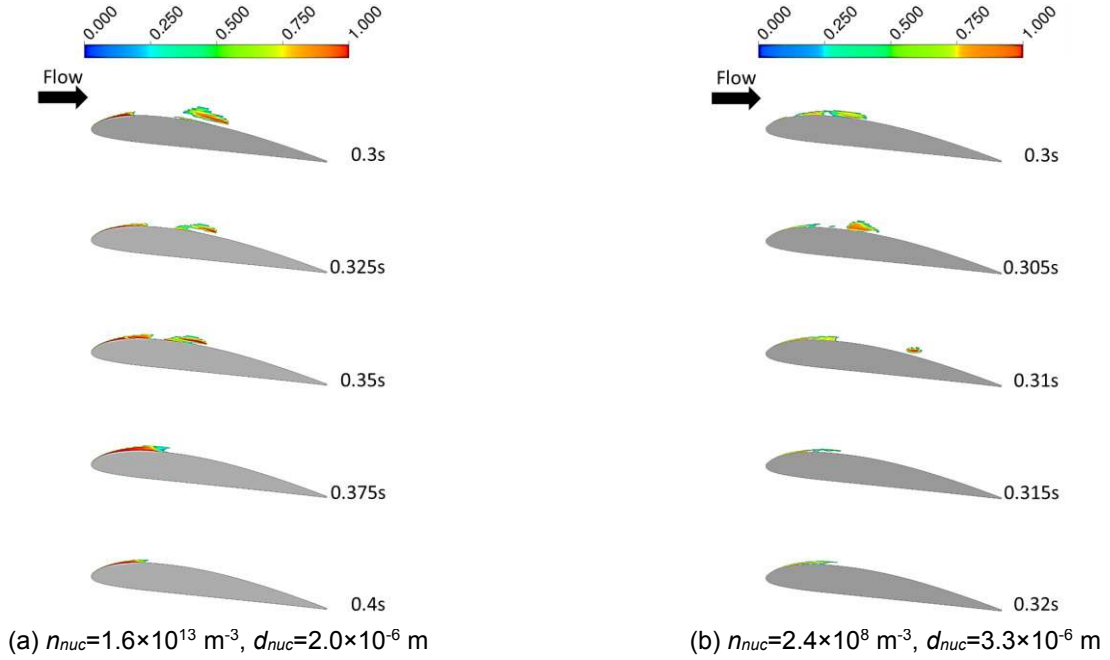 0.000 0.250 0.500 0.750 1.000
Flow
0.3s
0.325s
0.35s
0.375s
0.4s
(a) nnuc=1.6×10¹³ m⁻³, dnuc=2.0×10⁻⁶ m
0.000 0.250 0.500 0.750 1.000
Flow
0.3s
0.305s
0.31s
0.315s
0.32s
(b) nnuc=2.4×10⁸ m⁻³, dnuc=3.3×10⁻⁶ m